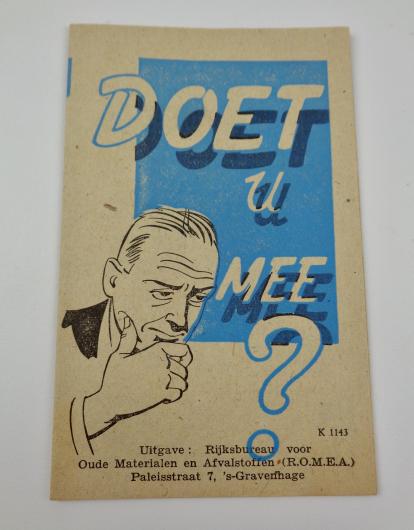 DOET
U
MEE
?
K 1143
Uitgave: Rijksbureau voor
Oude Materialen en Afvalstoffen (R.O.M.E.A.)
Paleisstraat 7, 's-Gravenhage